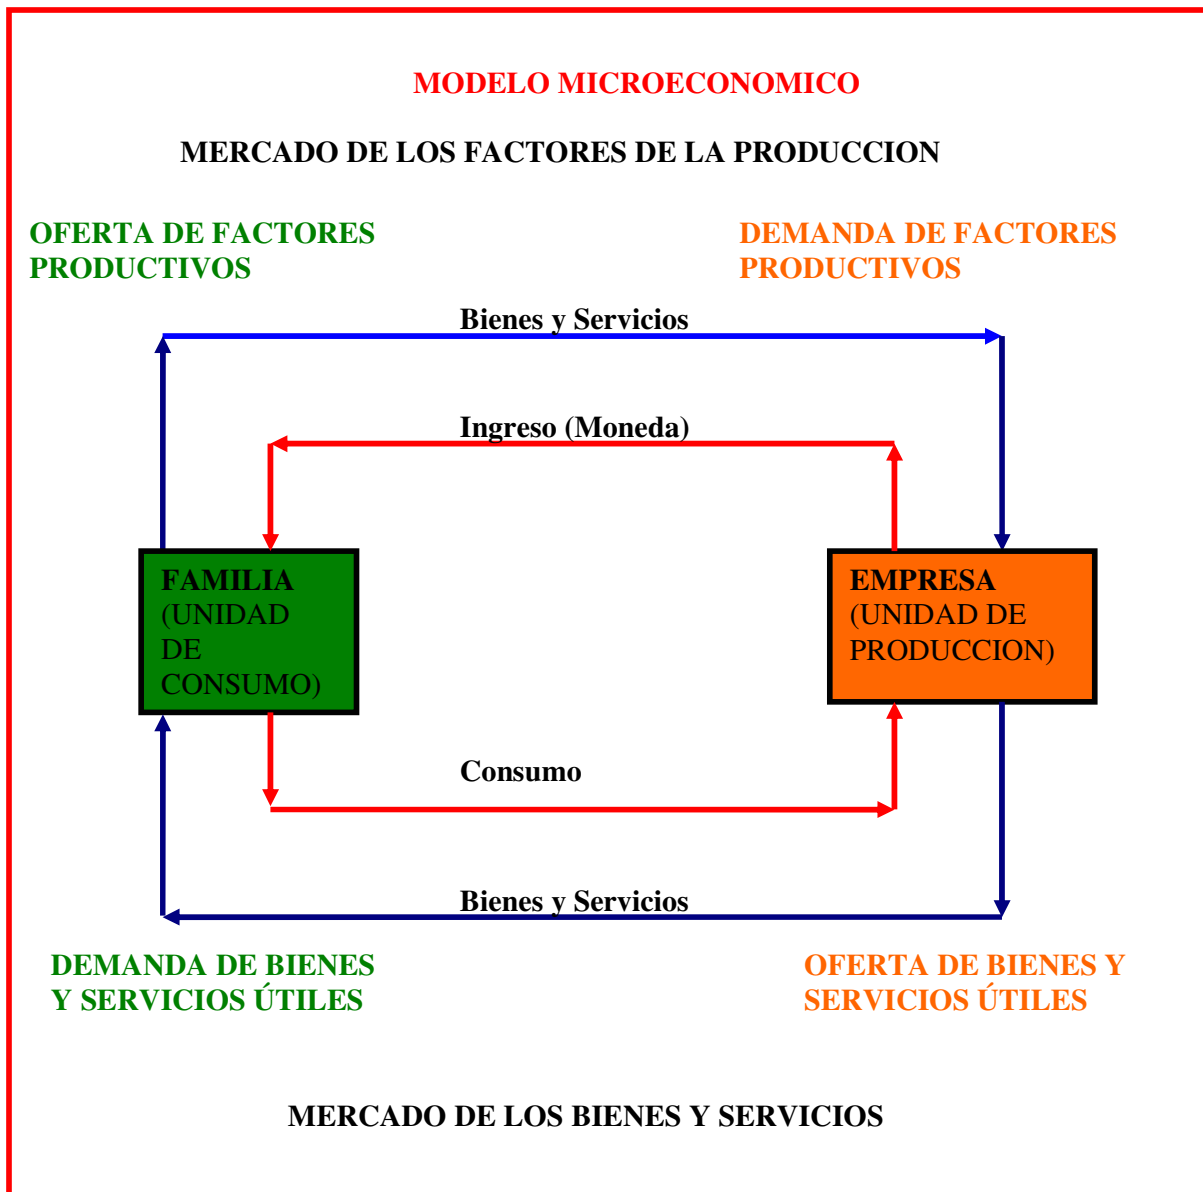 MODELO MICROECONOMICO
MERCADO DE LOS FACTORES DE LA PRODUCCION
OFERTA DE FACTORES
PRODUCTIVOS
DEMANDA DE FACTORES
PRODUCTIVOS
Bienes y Servicios
Ingreso (Moneda)
FAMILIA
(UNIDAD
DE
CONSUMO)
EMPRESA
(UNIDAD DE
PRODUCCION)
Consumo
Bienes y Servicios
DEMANDA DE BIENES
Y SERVICIOS ÚTILES
OFERTA DE BIENES Y
SERVICIOS ÚTILES
MERCADO DE LOS BIENES Y SERVICIOS